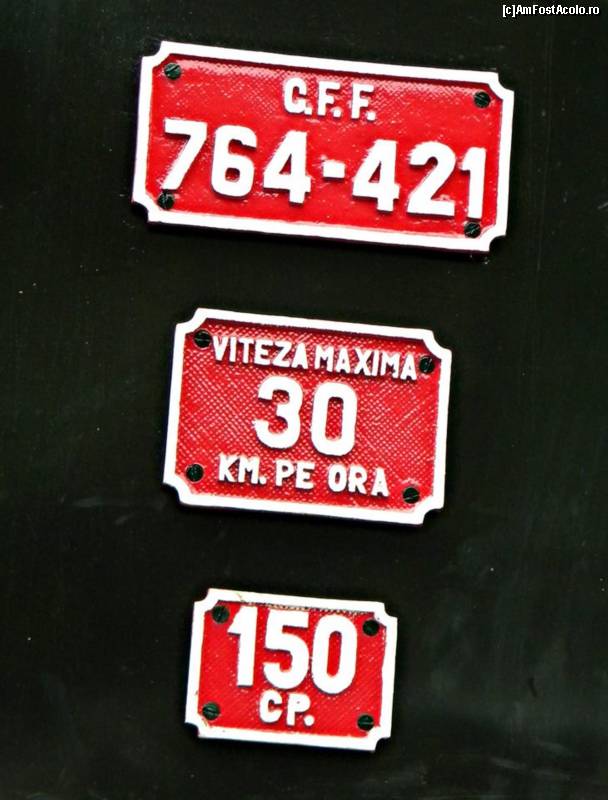 [c]AmFostAcolo.ro
C.F.F.
764-421
VITEZA MAXIMA
30
KM. PE ORA
150
CP.